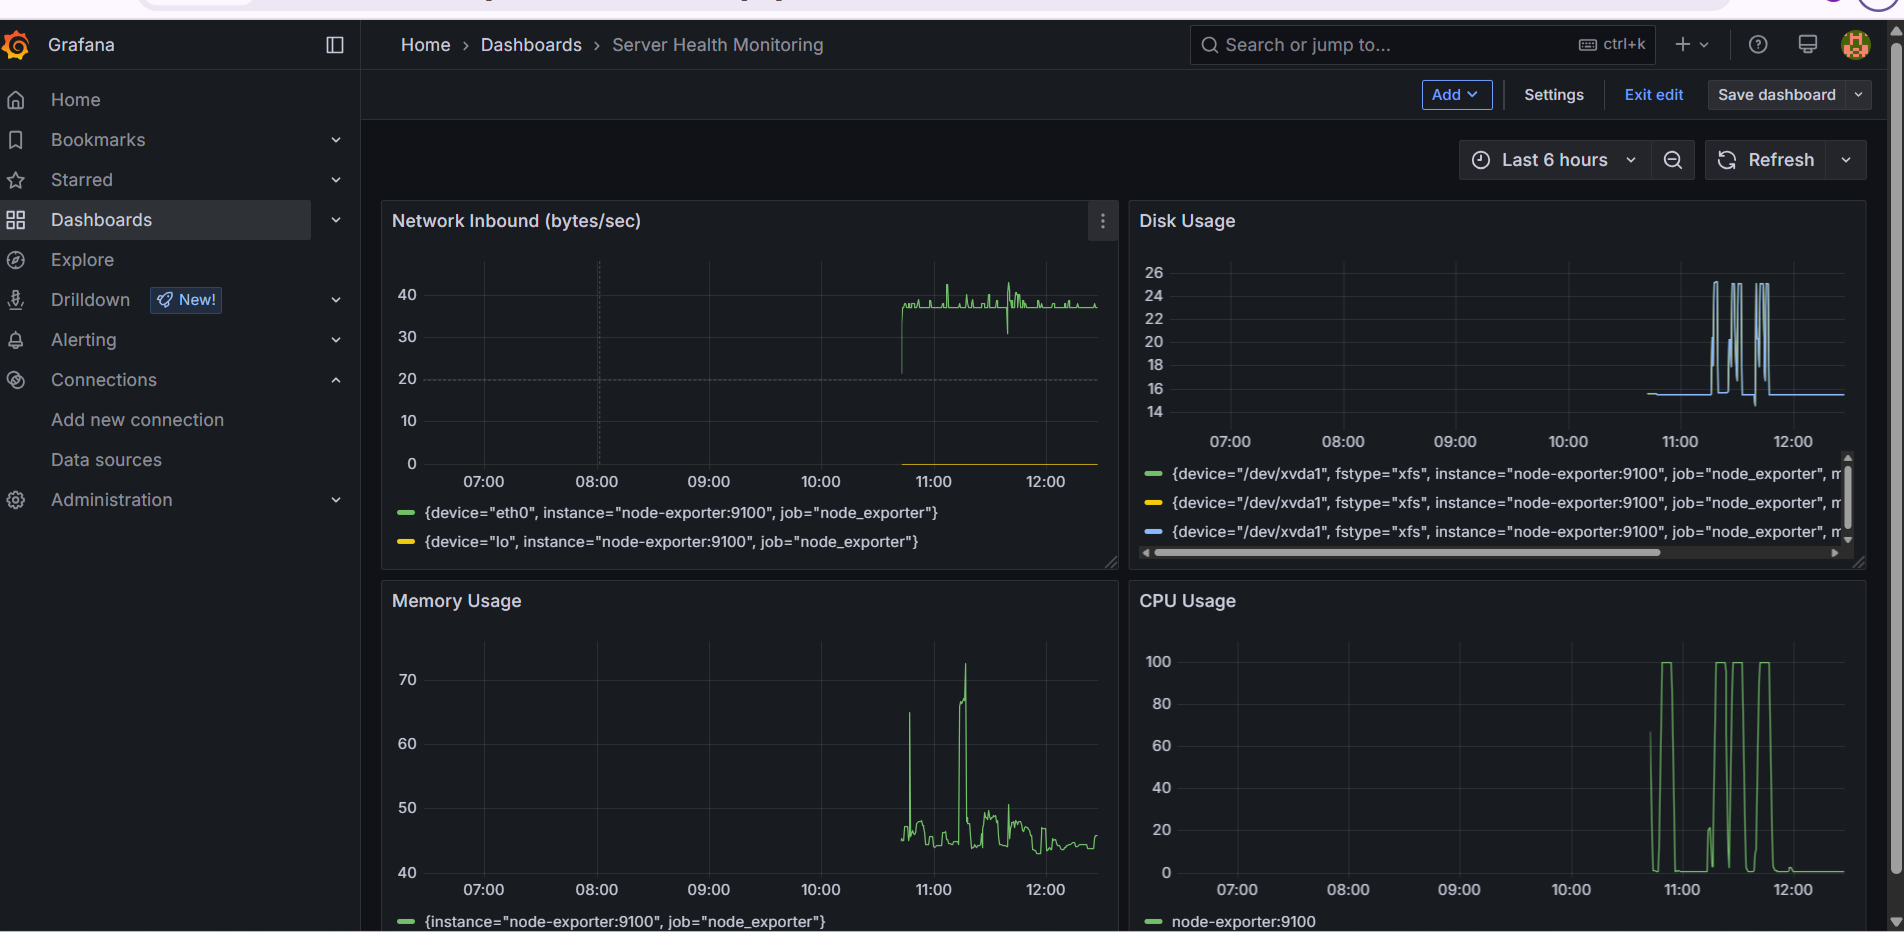 Grafana
Home › Dashboards › Server Health Monitoring
Search or jump to...
ctrl+k
Home
Bookmarks
Starred
Dashboards
Explore
Drilldown
New!
Alerting
Connections
Add new connection
Data sources
Administration
Add
Settings
Exit edit
Save dashboard
Last 6 hours
Refresh
Network Inbound (bytes/sec)
40
30
20
10
0
07:00 08:00 09:00 10:00 11:00 12:00
{device="eth0", instance="node-exporter:9100", job="node_exporter"}
{device="lo", instance="node-exporter:9100", job="node_exporter"}
Disk Usage
26
24
22
20
18
16
14
07:00 08:00 09:00 10:00 11:00 12:00
{device="/dev/xvda1", fstype="xfs", instance="node-exporter:9100", job="node_exporter", m
{device="/dev/xvda1", fstype="xfs", instance="node-exporter:9100", job="node_exporter", m
{device="/dev/xvda1", fstype="xfs", instance="node-exporter:9100", job="node_exporter", m
Memory Usage
70
60
50
40
07:00 08:00 09:00 10:00 11:00 12:00
{instance="node-exporter:9100", job="node_exporter"}
CPU Usage
100
80
60
40
20
0
07:00 08:00 09:00 10:00 11:00 12:00
node-exporter:9100